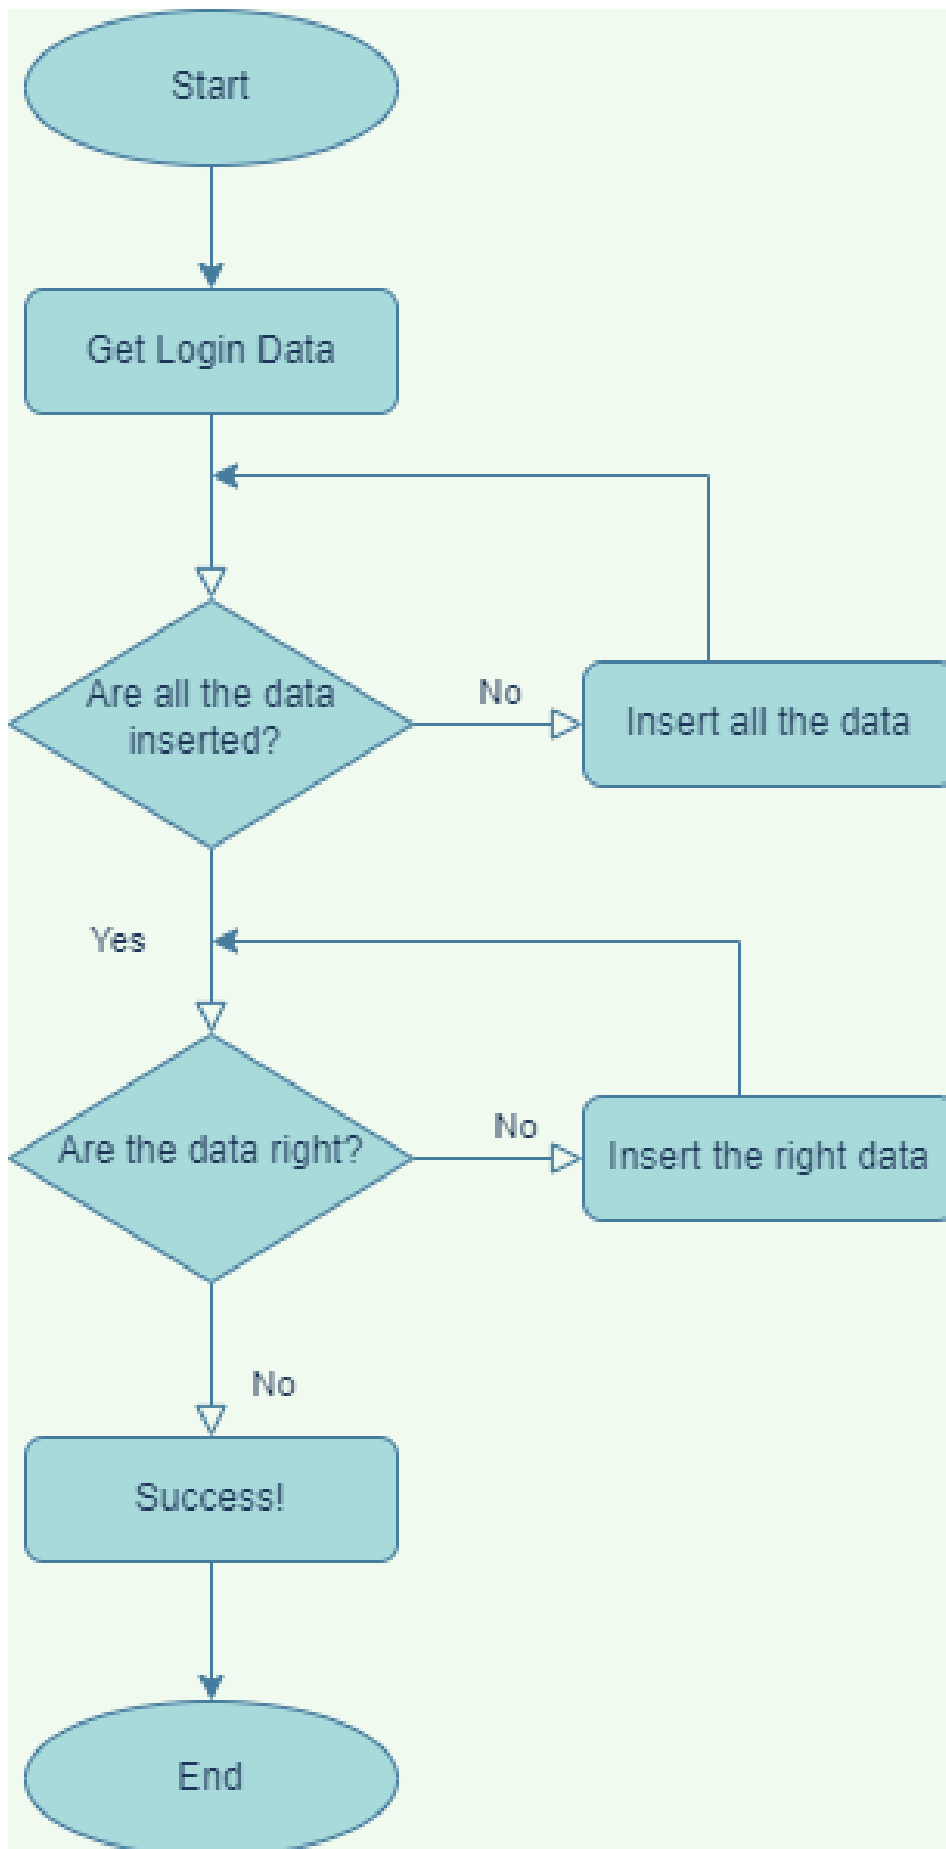 Start
Get Login Data
Are all the data
inserted?
No
Insert all the data
Yes
Are the data right?
No
Insert the right data
No
Success!
End